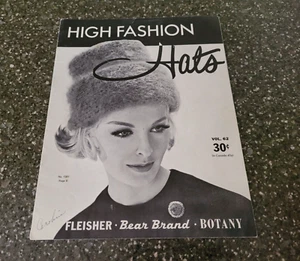 HIGH FASHION
Hats
VOL. 62
30¢
FLEISHER · Bear Brand · BOTANY